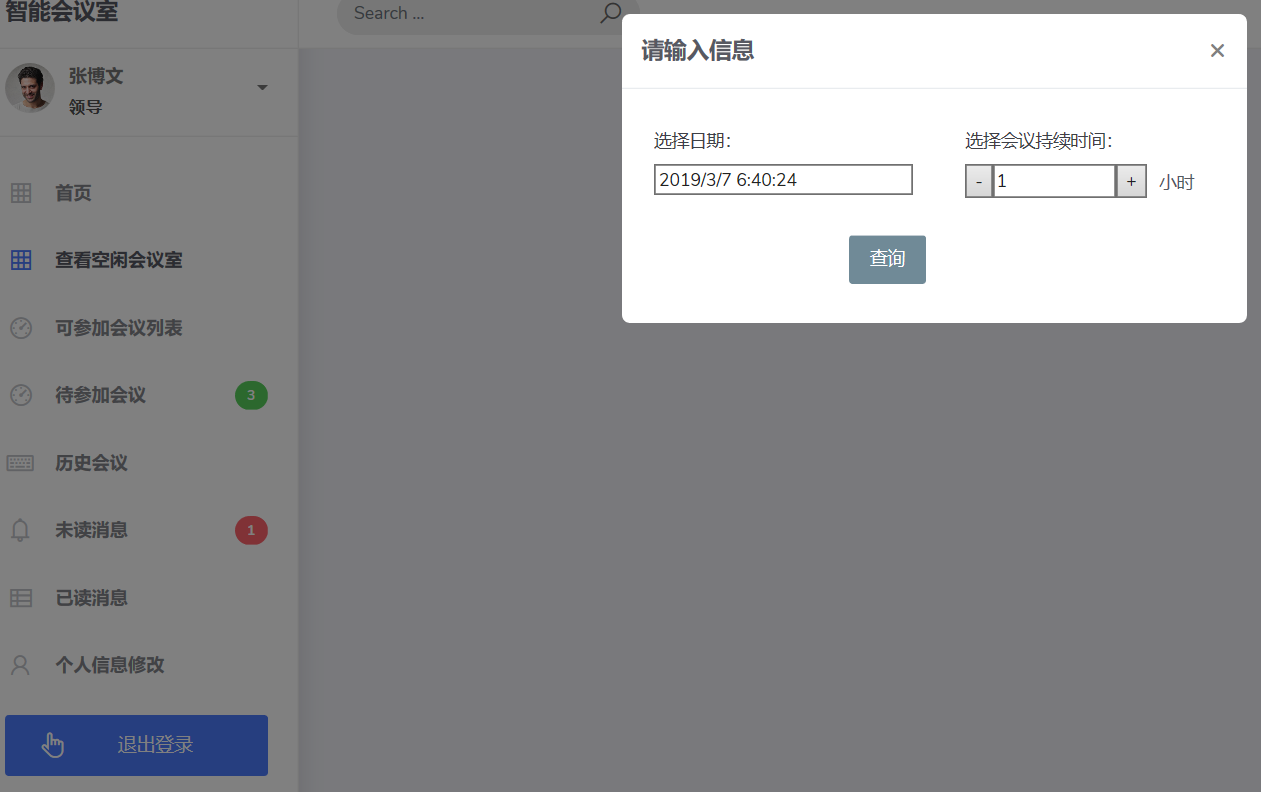 智能会议室
张博文
领导
首页
查看空闲会议室
可参加会议列表
待参加会议 3
历史会议
未读消息 1
已读消息
个人信息修改
退出登录
Search ...
请输入信息 ×
选择日期：
2019/3/7 6:40:24
选择会议持续时间：
- 1 + 小时
查询